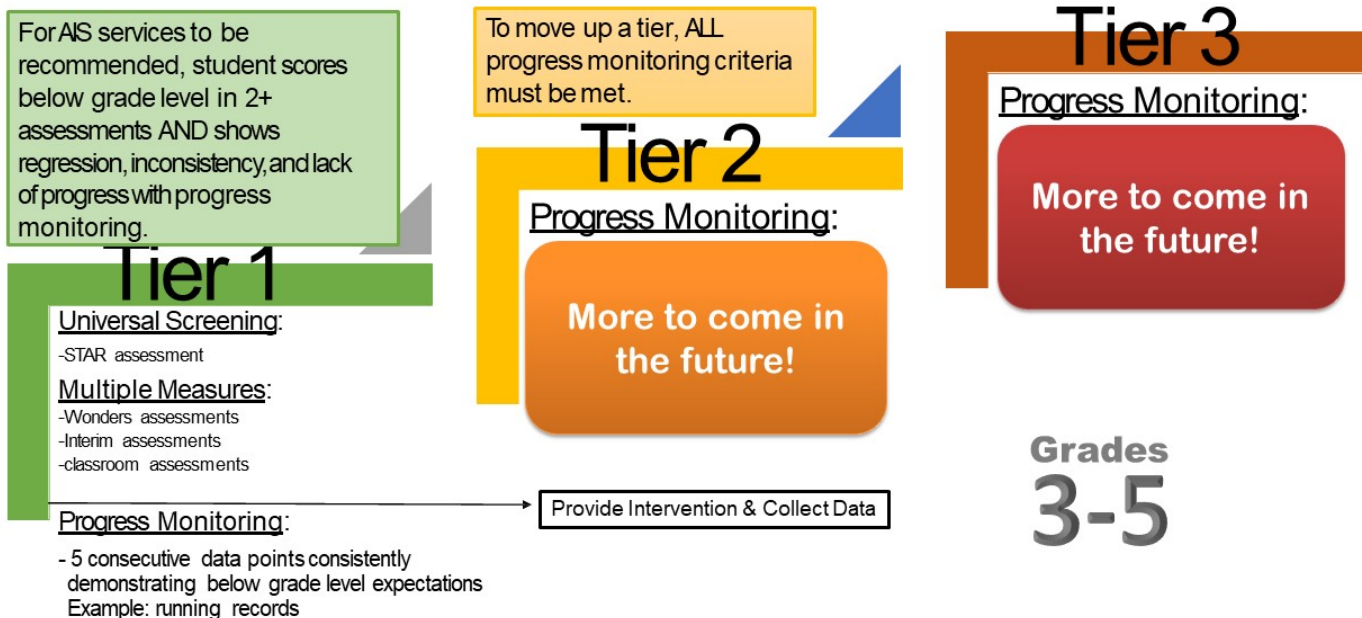 For AIS services to be
recommended, student scores
below grade level in 2+
assessments AND shows
regression, inconsistency, and lack
of progress with progress
monitoring.
Tier 1
Universal Screening:
-STAR assessment
Multiple Measures:
-Wonders assessments
-Interim assessments
-classroom assessments
Progress Monitoring:
- 5 consecutive data points consistently
demonstrating below grade level expectations
Example: running records
To move up a tier, ALL
progress monitoring criteria
must be met.
Tier 2
Progress Monitoring:
More to come in
the future!
Provide Intervention & Collect Data
Tier 3
Progress Monitoring:
More to come in
the future!
Grades
3-5